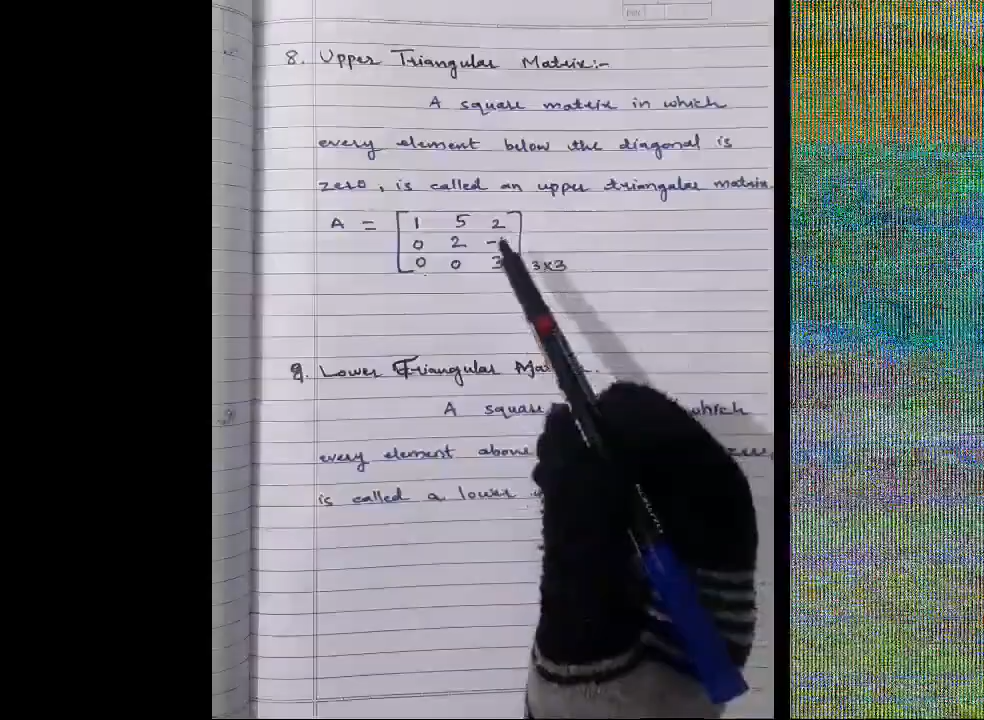 8. Upper Triangular Matrix:-
A square matrix in which
every element below the diagonal is
zero, is called an upper triangular matrix.
A = [ 1 5 2
0 2 -
0 0 3 ] 3x3
9. Lower Triangular
A square which
every element above
is called a lower